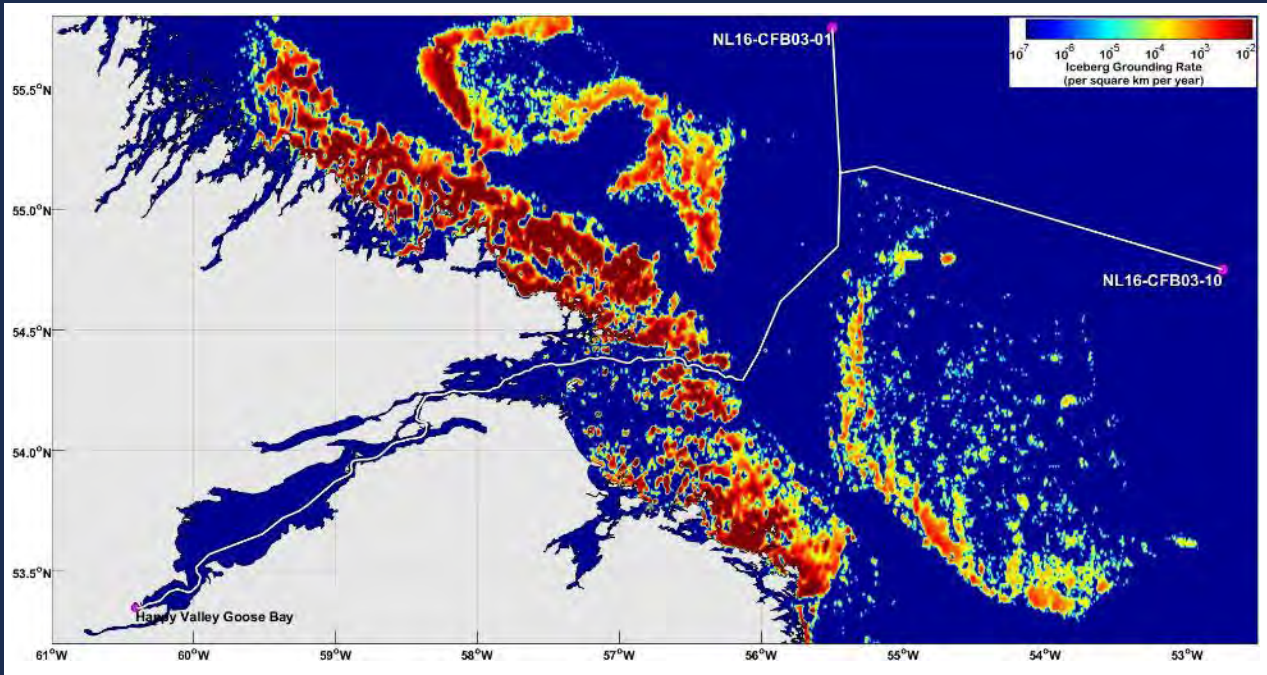 NL16-CFB03-01
10-7 10-6 10-5 10-4 10-3 10-2
Iceberg Grounding Rate
(per square km per year)
55.5°N
55.0°N
NL16-CFB03-10
54.5°N
54.0°N
53.5°N
Happy Valley Goose Bay
61°W 60°W 59°W 58°W 57°W 56°W 55°W 54°W 53°W